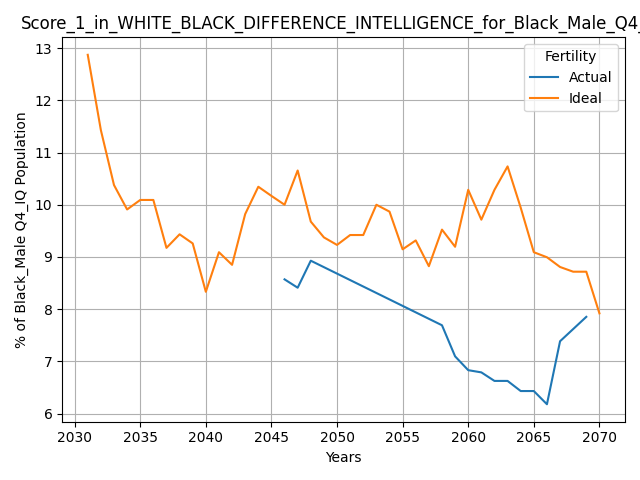 Score_1_in_WHITE_BLACK_DIFFERENCE_INTELLIGENCE_for_Black_Male_Q4_
Fertility
Actual
Ideal
% of Black_Male Q4_IQ Population
13
12
11
10
9
8
7
6
2030 2035 2040 2045 2050 2055 2060 2065 2070
Years